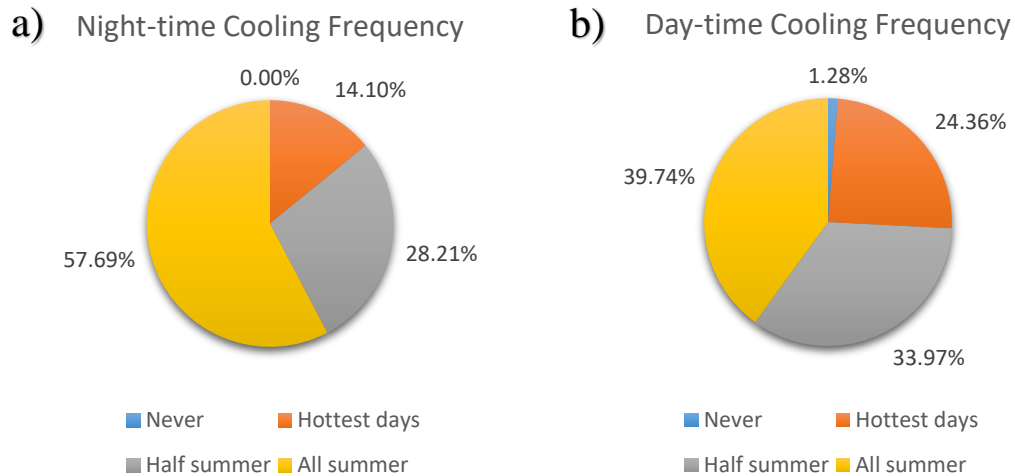 a) Night-time Cooling Frequency
0.00%
14.10%
28.21%
57.69%
Never
Hottest days
Half summer
All summer
b) Day-time Cooling Frequency
1.28%
24.36%
33.97%
39.74%
Never
Hottest days
Half summer
All summer